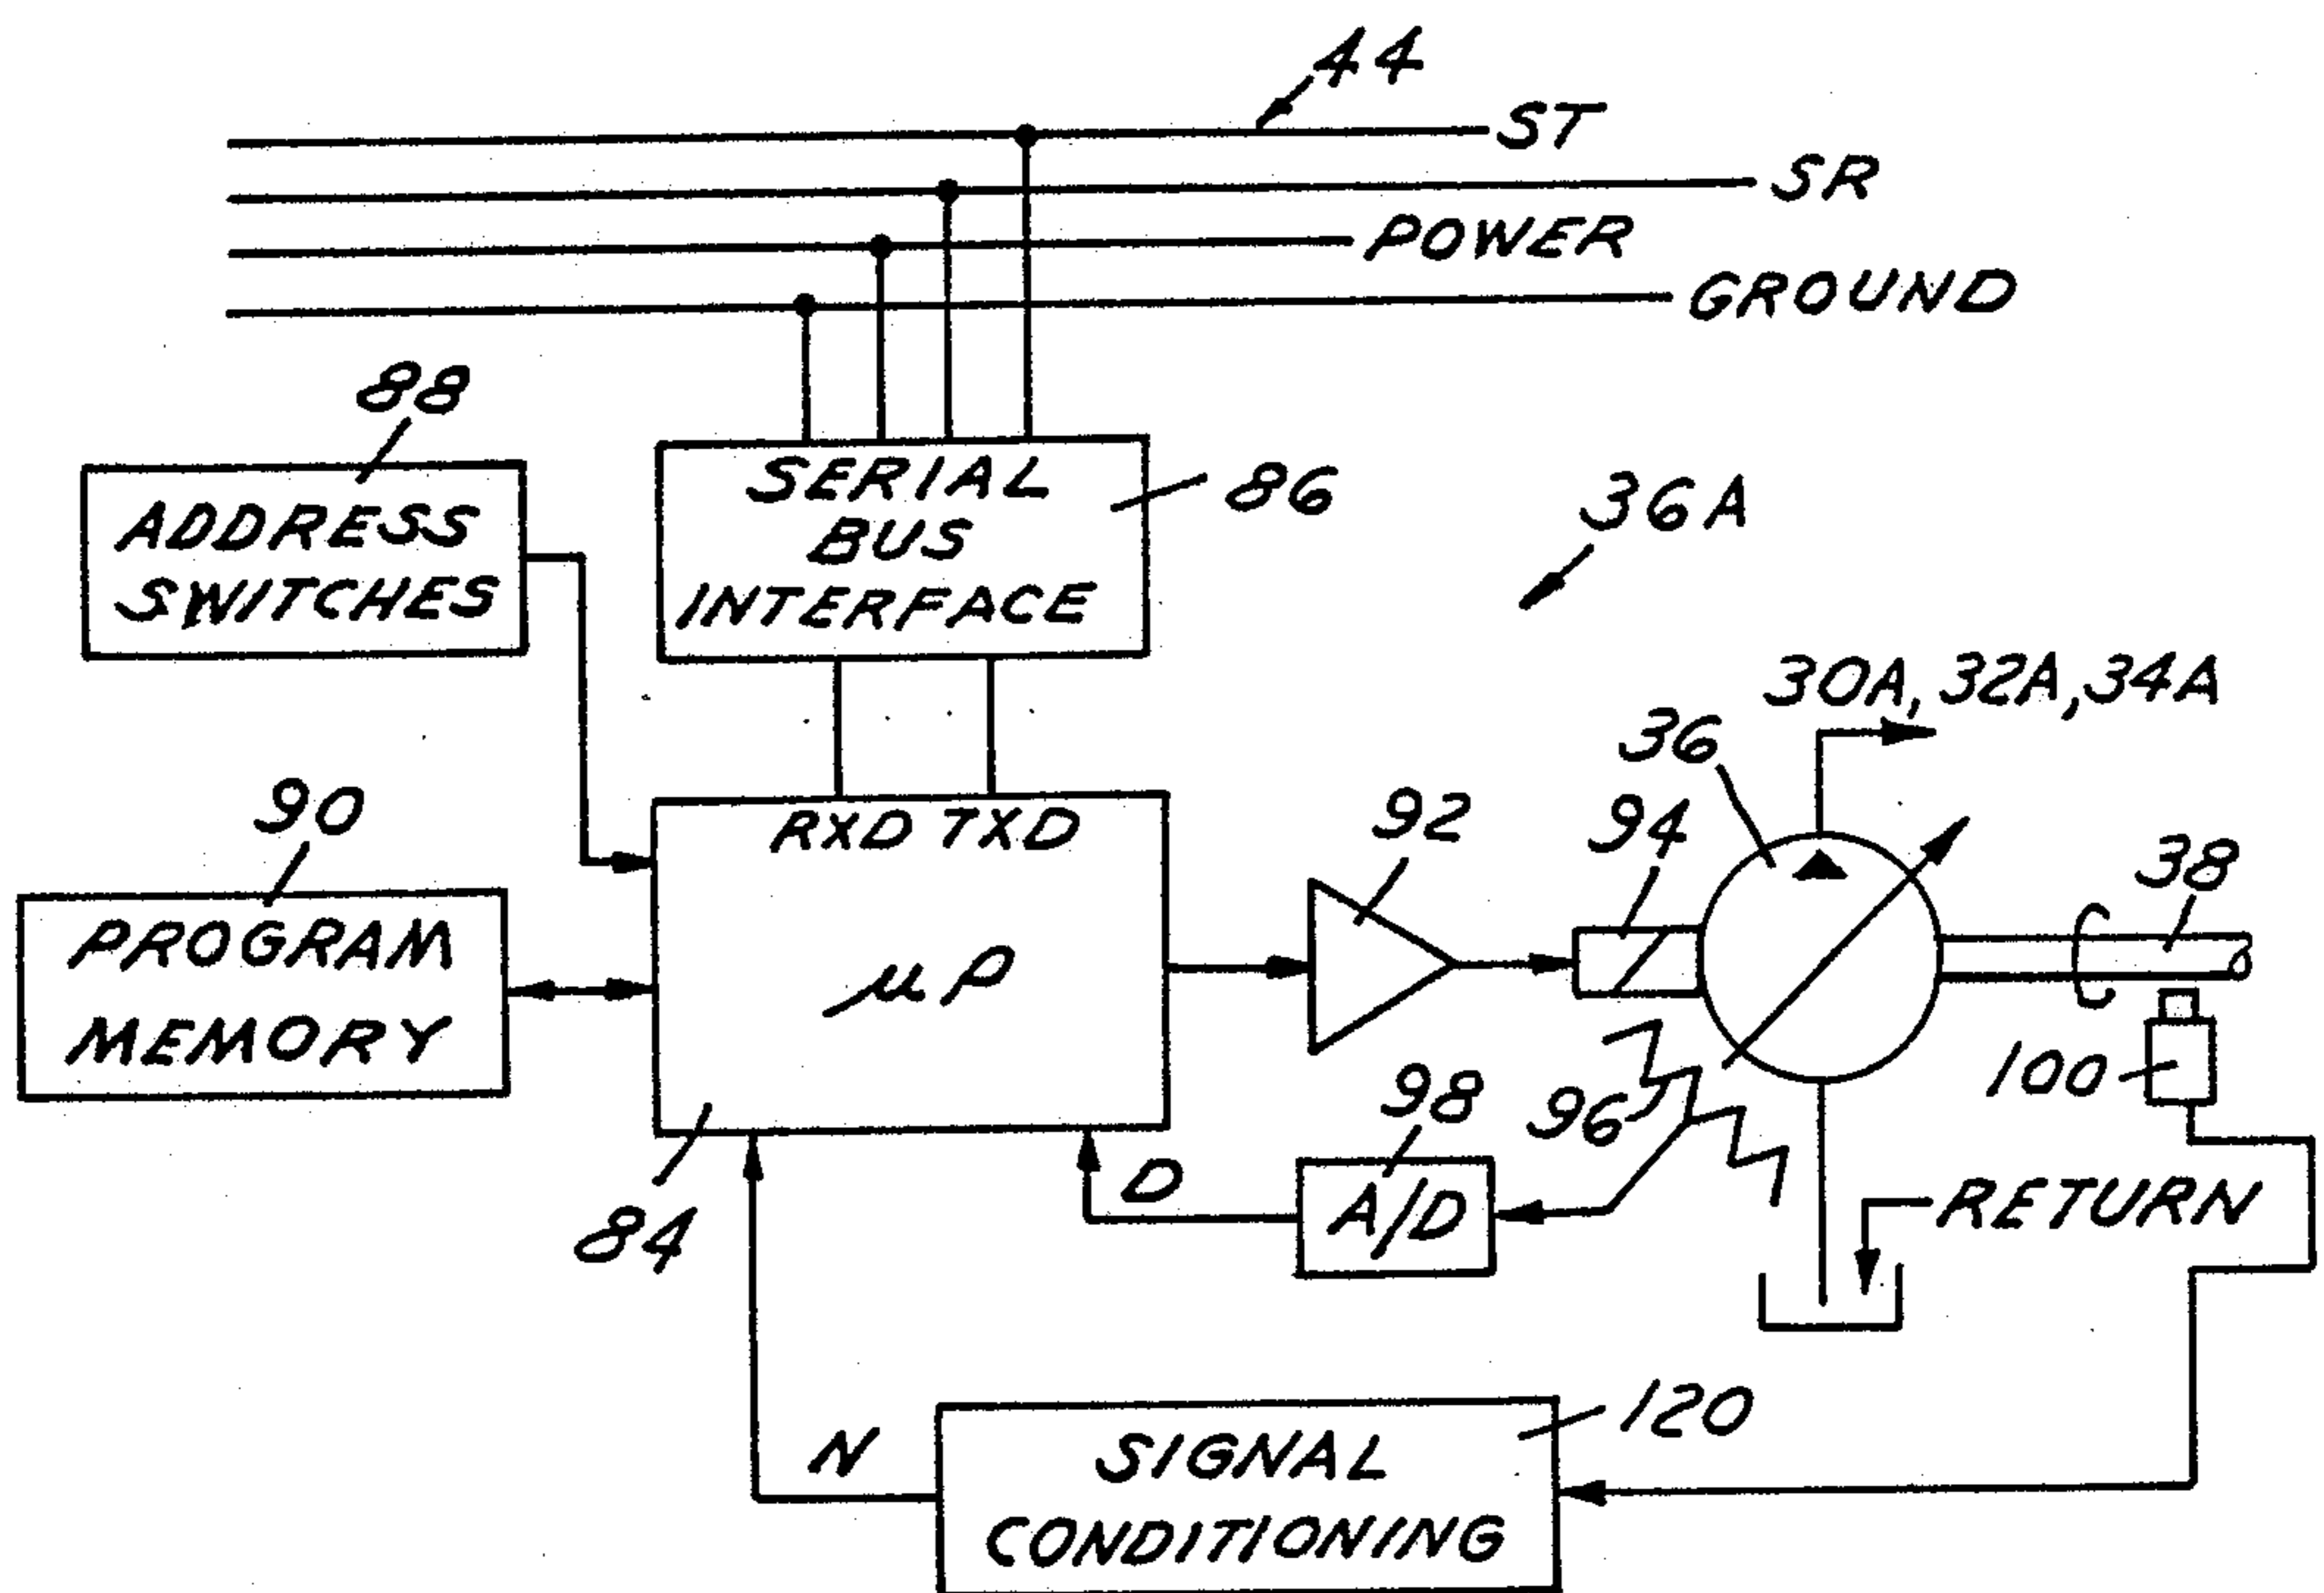 44
ST
SR
POWER
GROUND
88
ADDRESS
SWITCHES
SERIAL
BUS
INTERFACE
86
36A
30A, 32A, 34A
36
90
PROGRAM
MEMORY
RXD TXD
μP
92
94
38
84
D
98
A/D
96
100
RETURN
N
SIGNAL
CONDITIONING
120